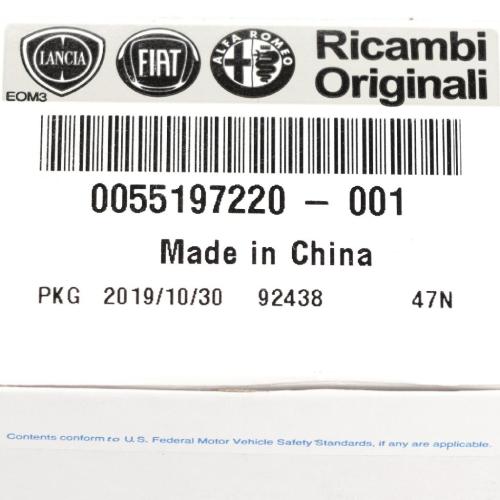 LANCIA FIAT ALFA ROMEO Ricambi
EOM3 Originali
0055197220 - 001
Made in China
PKG 2019/10/30 92438 47N
Contents conform to U.S. Federal Motor Vehicle Safety Standards, if any are applicable.